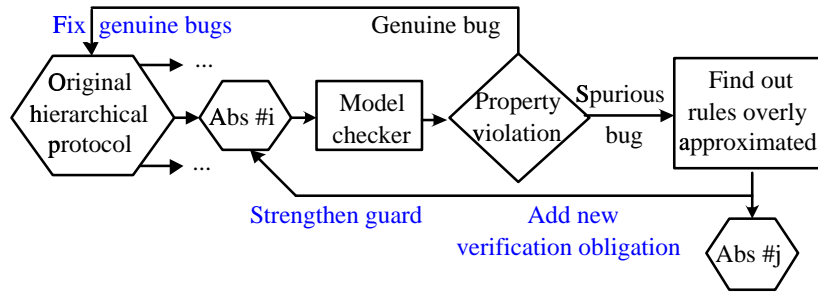 Fix genuine bugs
Genuine bug
...
Original
hierarchical
protocol
...
Abs #i
Model
checker
Property
violation
Spurious
bug
Find out
rules overly
approximated
Strengthen guard
Add new
verification obligation
Abs #j